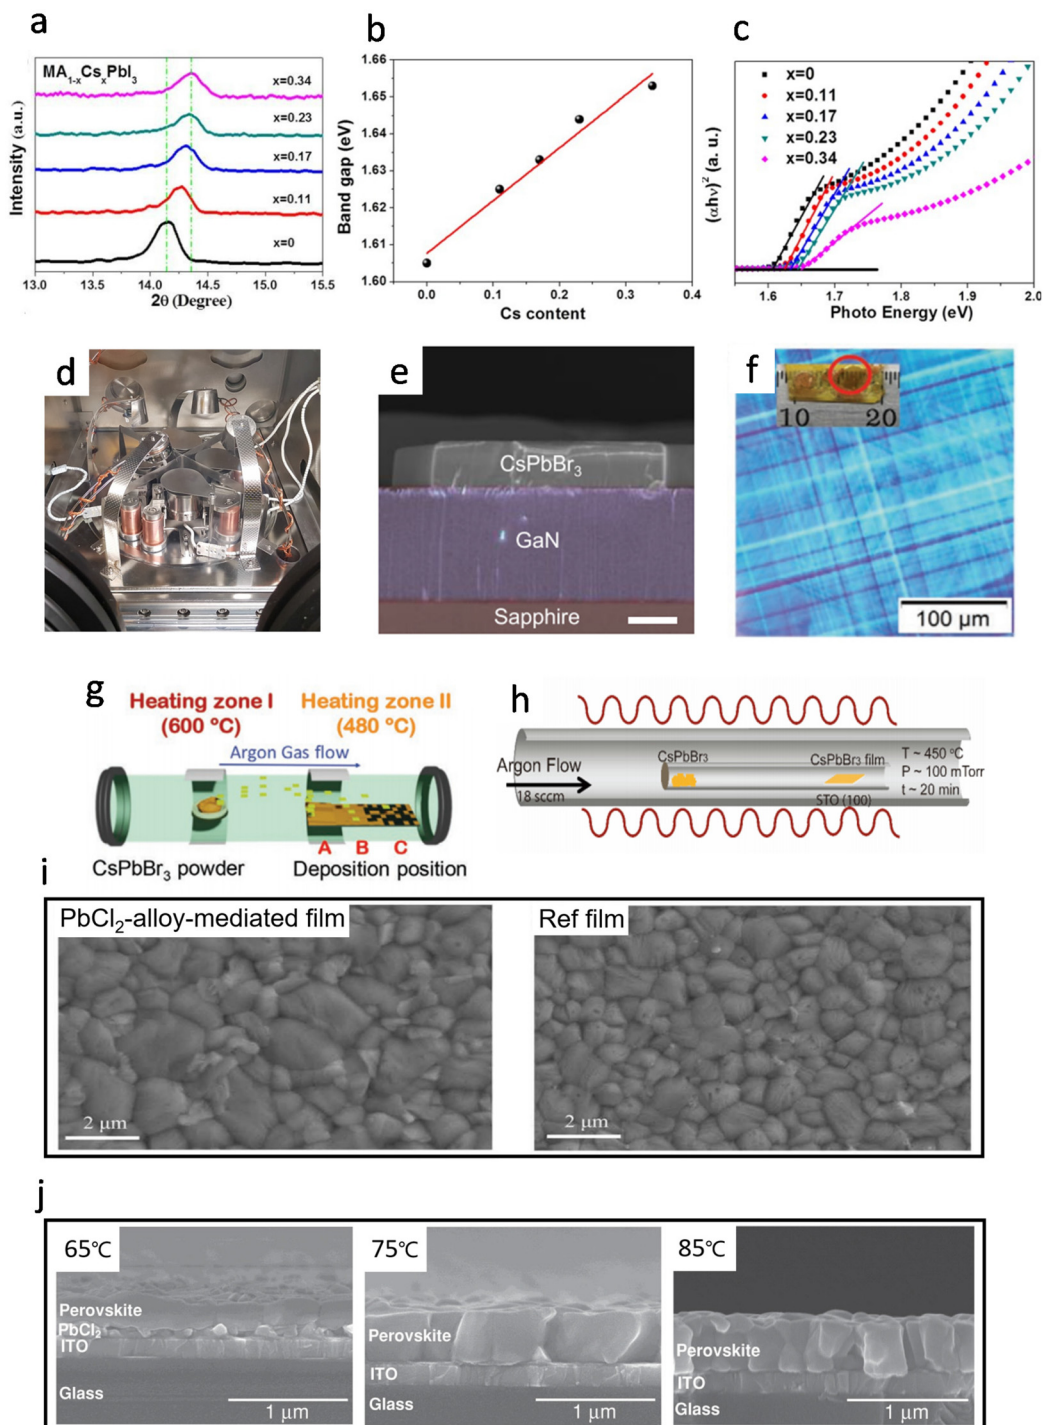 a
MA₁₋ₓCsₓPbI₃
x=0.34
x=0.23
x=0.17
x=0.11
x=0
Intensity (a.u.)
13.0 13.5 14.0 14.5 15.0 15.5
2θ (Degree)
b
1.66
1.65
1.64
1.63
1.62
1.61
1.60
Band gap (eV)
0.0 0.1 0.2 0.3 0.4
Cs content
c
x=0
x=0.11
x=0.17
x=0.23
x=0.34
(αhν)² (a. u.)
1.6 1.7 1.8 1.9 2.0
Photo Energy (eV)
d
e
CsPbBr₃
GaN
Sapphire
f
10 20
100 μm
g
Heating zone I
(600 °C)
Heating zone II
(480 °C)
Argon Gas flow
A B C
CsPbBr₃ powder
Deposition position
h
Argon Flow
18 sccm
CsPbBr₃
CsPbBr₃ film
STO (100)
T ~ 450 °C
P ~ 100 mTorr
t ~ 20 min
i
PbCl₂-alloy-mediated film
2 μm
Ref film
2 μm
j
65℃
Perovskite
PbCl₂
ITO
Glass
1 μm
75℃
Perovskite
ITO
Glass
1 μm
85℃
Perovskite
ITO
Glass
1 μm